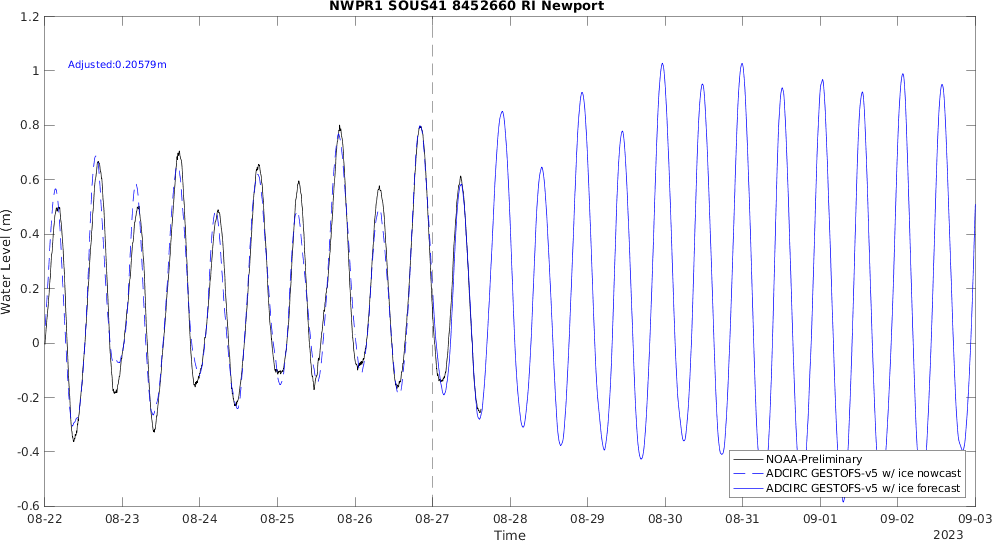 NWPR1 SOUS41 8452660 RI Newport
1.2
1
0.8
0.6
0.4
0.2
0
-0.2
-0.4
-0.6
Water Level (m)
Adjusted:0.20579m
NOAA-Preliminary
ADCIRC GESTOFS-v5 w/ ice nowcast
ADCIRC GESTOFS-v5 w/ ice forecast
08-22 08-23 08-24 08-25 08-26 08-27 08-28 08-29 08-30 08-31 09-01 09-02 09-03
Time
2023